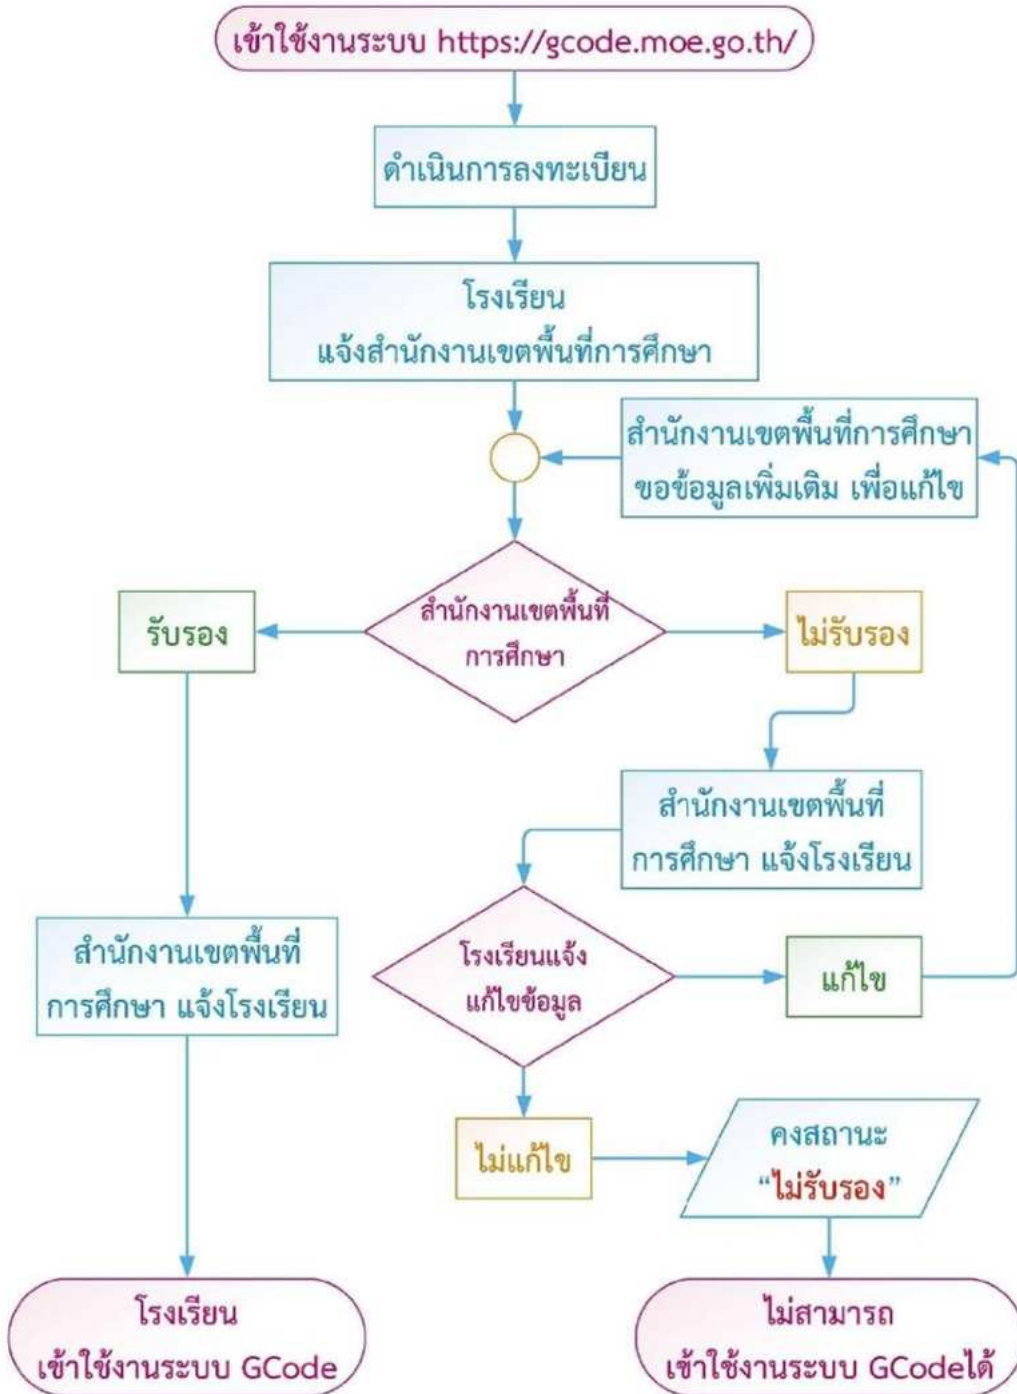 เข้าใช้งานระบบ https://gcode.moe.go.th/
ดำเนินการลงทะเบียน
โรงเรียน
แจ้งสำนักงานเขตพื้นที่การศึกษา
สำนักงานเขตพื้นที่การศึกษา
ขอข้อมูลเพิ่มเติม เพื่อแก้ไข
สำนักงานเขตพื้นที่
การศึกษา
รับรอง
ไม่รับรอง
สำนักงานเขตพื้นที่
การศึกษา แจ้งโรงเรียน
สำนักงานเขตพื้นที่
การศึกษา แจ้งโรงเรียน
โรงเรียนแจ้ง
แก้ไขข้อมูล
แก้ไข
ไม่แก้ไข
คงสถานะ
“ไม่รับรอง”
โรงเรียน
เข้าใช้งานระบบ GCode
ไม่สามารถ
เข้าใช้งานระบบ GCodeได้